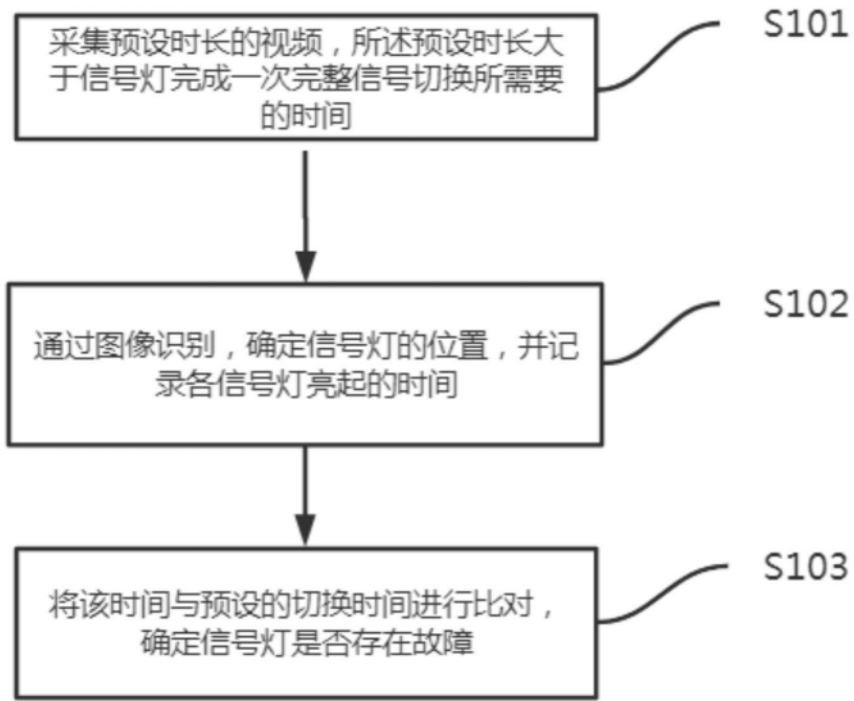 采集预设时长的视频，所述预设时长大
于信号灯完成一次完整信号切换所需要
的时间
S101
通过图像识别，确定信号灯的位置，并记
录各信号灯亮起的时间
S102
将该时间与预设的切换时间进行比对，
确定信号灯是否存在故障
S103